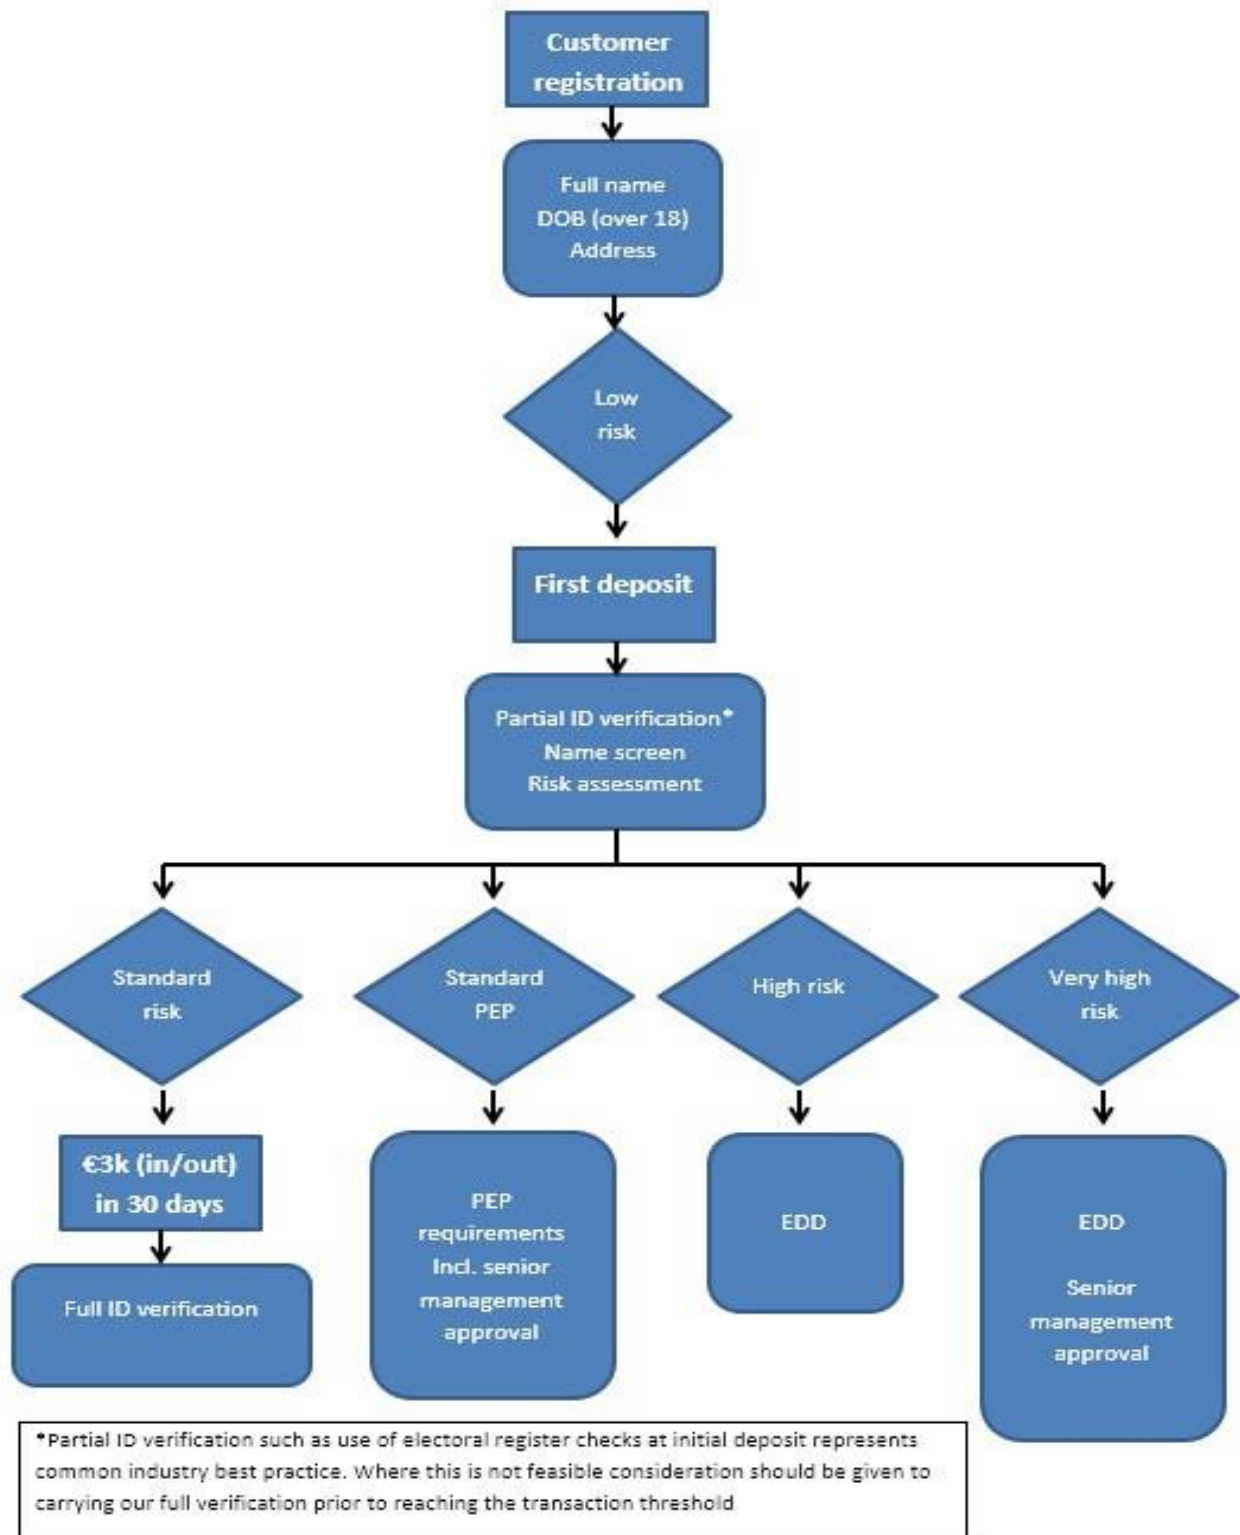 Customer
registration
Full name
DOB (over 18)
Address
Low
risk
First deposit
Partial ID verification*
Name screen
Risk assessment
Standard
risk
Standard
PEP
High risk
Very high
risk
€3k (in/out)
in 30 days
Full ID verification
PEP
requirements
Incl. senior
management
approval
EDD
EDD
Senior
management
approval
*Partial ID verification such as use of electoral register checks at initial deposit represents
common industry best practice. Where this is not feasible consideration should be given to
carrying our full verification prior to reaching the transaction threshold